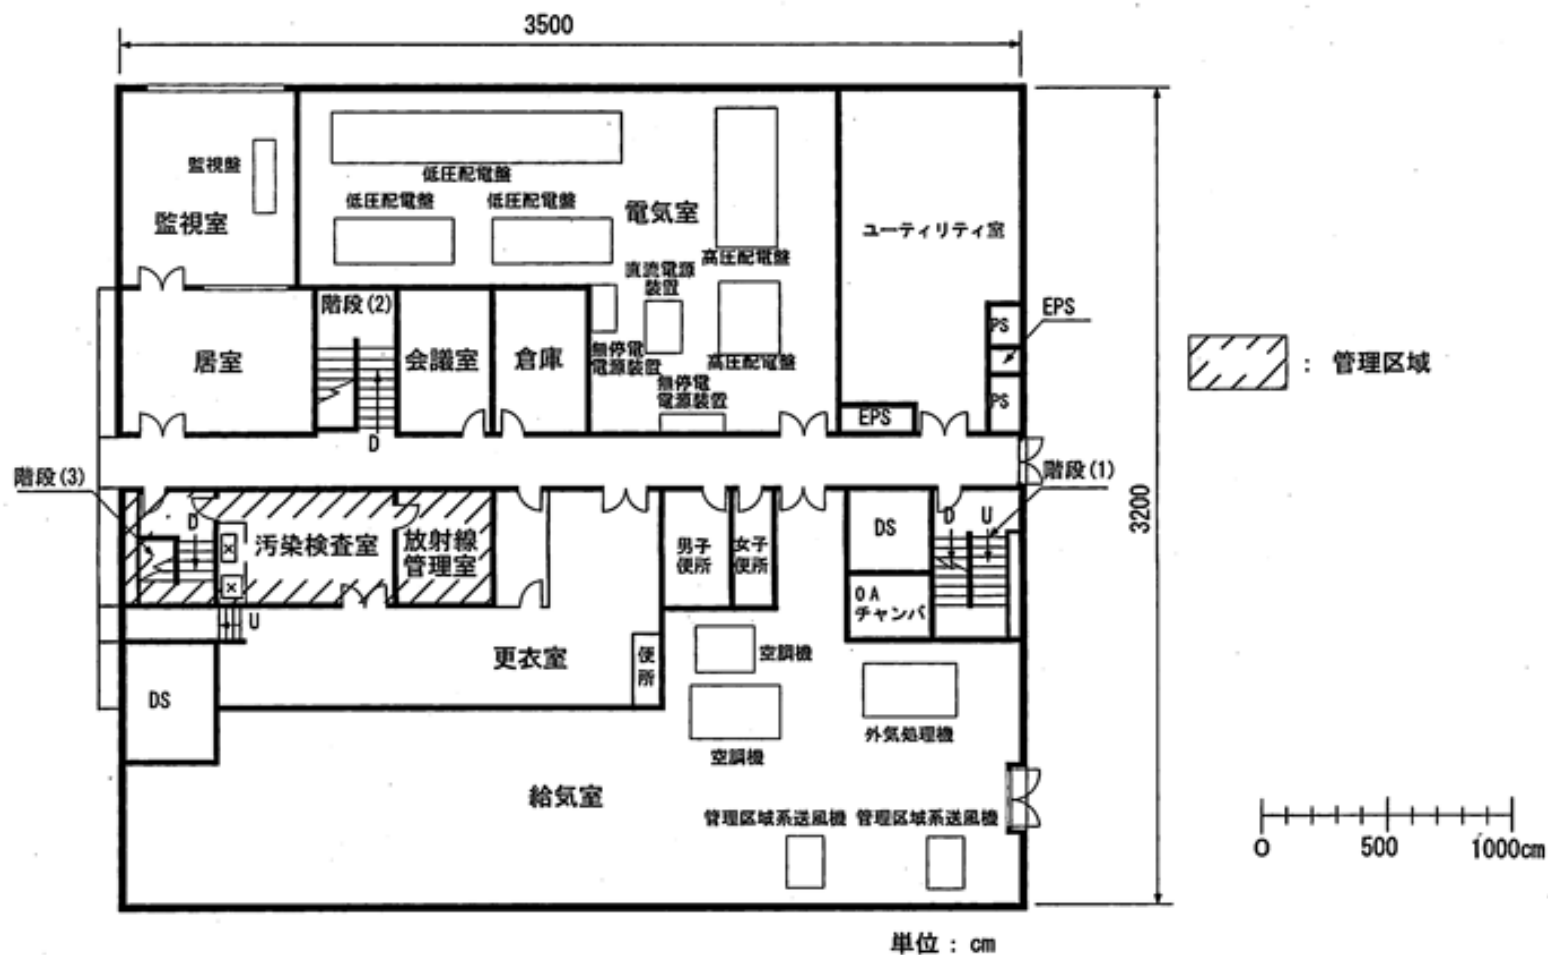 3500
監視盤
監視室
低圧配電盤
低圧配電盤
低圧配電盤
電気室
高圧配電盤
直流電源
装置
無停電
電源装置
高圧配電盤
無停電
電源装置
ユーティリティ室
PS
EPS
PS
EPS
居室
階段(2)
D
会議室
倉庫
: 管理区域
階段(3)
D
汚染検査室
放射線
管理室
U
更衣室
便
所
男子
便所
女子
便所
DS
OA
チャンバ
D
U
階段(1)
3200
DS
空調機
空調機
外気処理機
給気室
管理区域系送風機
管理区域系送風機
0
500
1000cm
単位 : cm